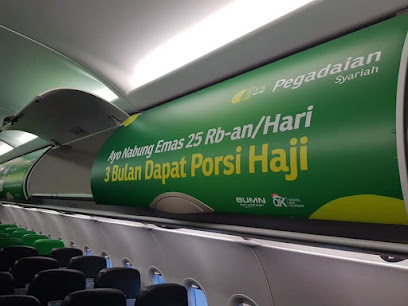 Pegadaian
Syariah
Ayo Nabung Emas 25 Rb-an/Hari
3 Bulan Dapat Porsi Haji
BUMN